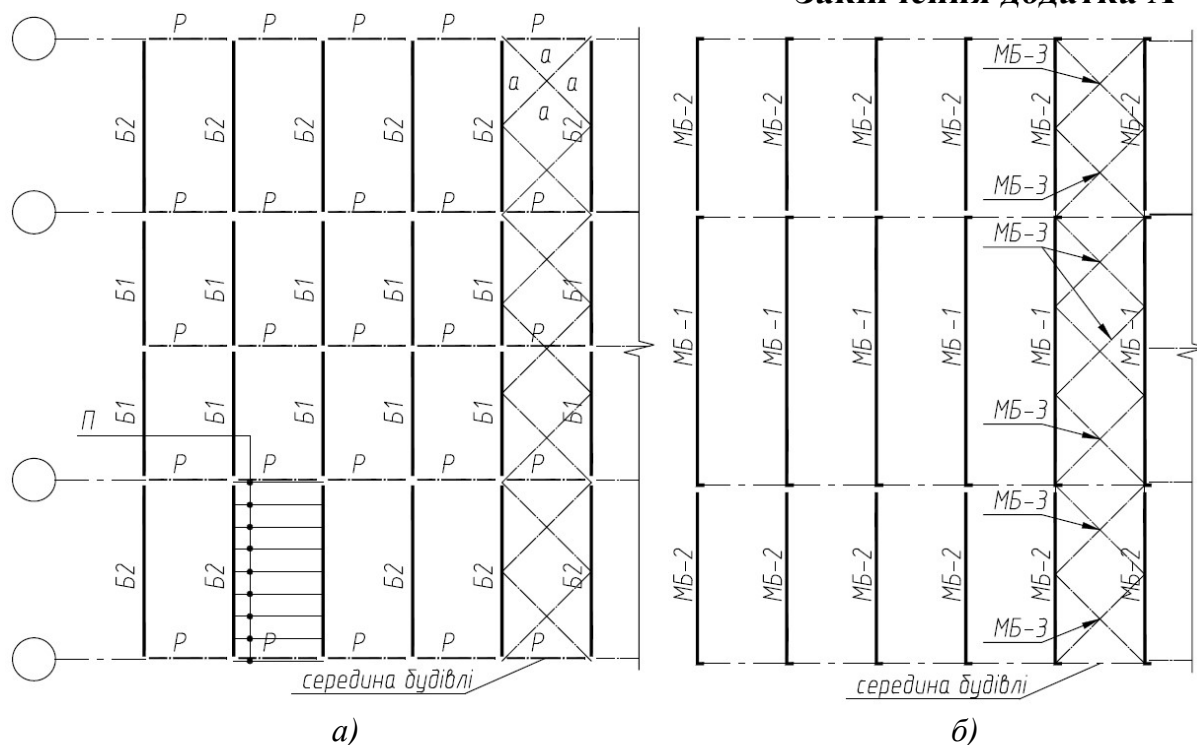 Р Р Р Р Р
а
а а
а
Б2 Б2 Б2 Б2 Б2 Б2
Р Р Р Р Р
Б1 Б1 Б1 Б1 Б1 Б1
Р Р Р Р Р
Б1 Б1 Б1 Б1 Б1 Б1
П
Р Р Р Р Р
Б2 Б2 Б2 Б2 Б2
Р Р Р Р Р
середина будівлі
а)
МБ-3
МБ-2 МБ-2 МБ-2 МБ-2 МБ-2 МБ-2
МБ-3
МБ-3
МБ-1 МБ-1 МБ-1 МБ-1 МБ-1 МБ-1
МБ-3
МБ-3
МБ-2 МБ-2 МБ-2 МБ-2 МБ-2 МБ-2
МБ-3
середина будівлі
б)